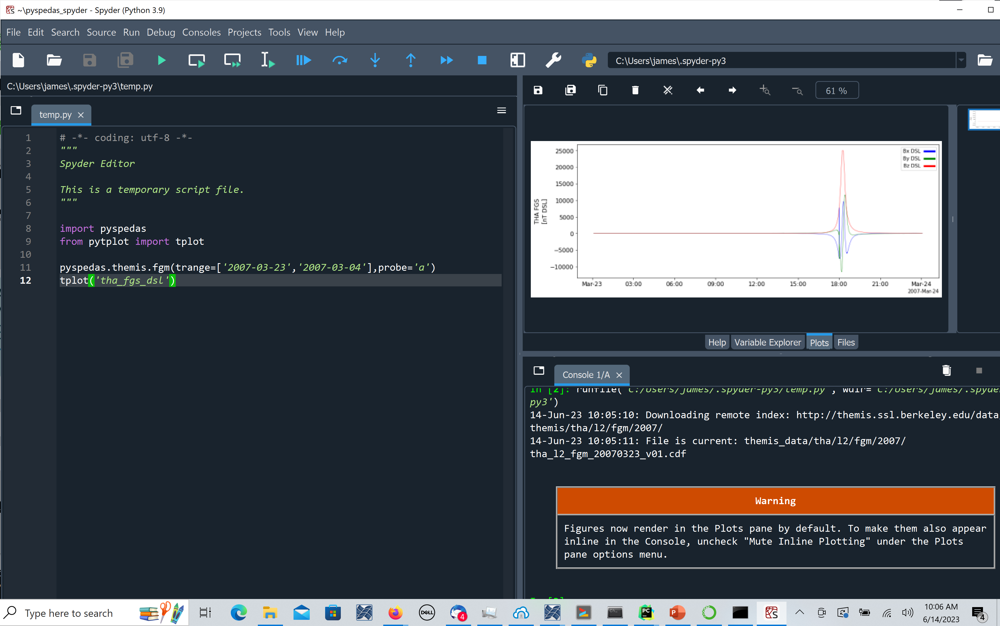 ~\pyspedas_spyder - Spyder (Python 3.9)
File Edit Search Source Run Debug Consoles Projects Tools View Help
C:\Users\james\.spyder-py3
C:\Users\james\.spyder-py3\temp.py
temp.py
1 # -*- coding: utf-8 -*-
2 """
3 Spyder Editor
4
5 This is a temporary script file.
6 """
7
8 import pyspedas
9 from pytplot import tplot
10
11 pyspedas.themis.fgm(trange=['2007-03-23','2007-03-04'],probe='a')
12 tplot('tha_fgs_dsl')
61 %
25000
20000
15000
10000
5000
0
−5000
−10000
THA FGS
[nT DSL]
Bx DSL
By DSL
Bz DSL
Mar-23 03:00 06:00 09:00 12:00 15:00 18:00 21:00 Mar-24
2007-Mar-24
Help Variable Explorer Plots Files
Console 1/A
In [2]: runfile('C:/Users/james/.spyder-py3/temp.py', wdir='C:/Users/james/.spyder
py3')
14-Jun-23 10:05:10: Downloading remote index: http://themis.ssl.berkeley.edu/data/
themis/tha/l2/fgm/2007/
14-Jun-23 10:05:11: File is current: themis_data/tha/l2/fgm/2007/
tha_l2_fgm_20070323_v01.cdf
Warning
Figures now render in the Plots pane by default. To make them also appear
inline in the Console, uncheck "Mute Inline Plotting" under the Plots
pane options menu.
Type here to search
DELL
4
PC
P
10:06 AM
6/14/2023
4